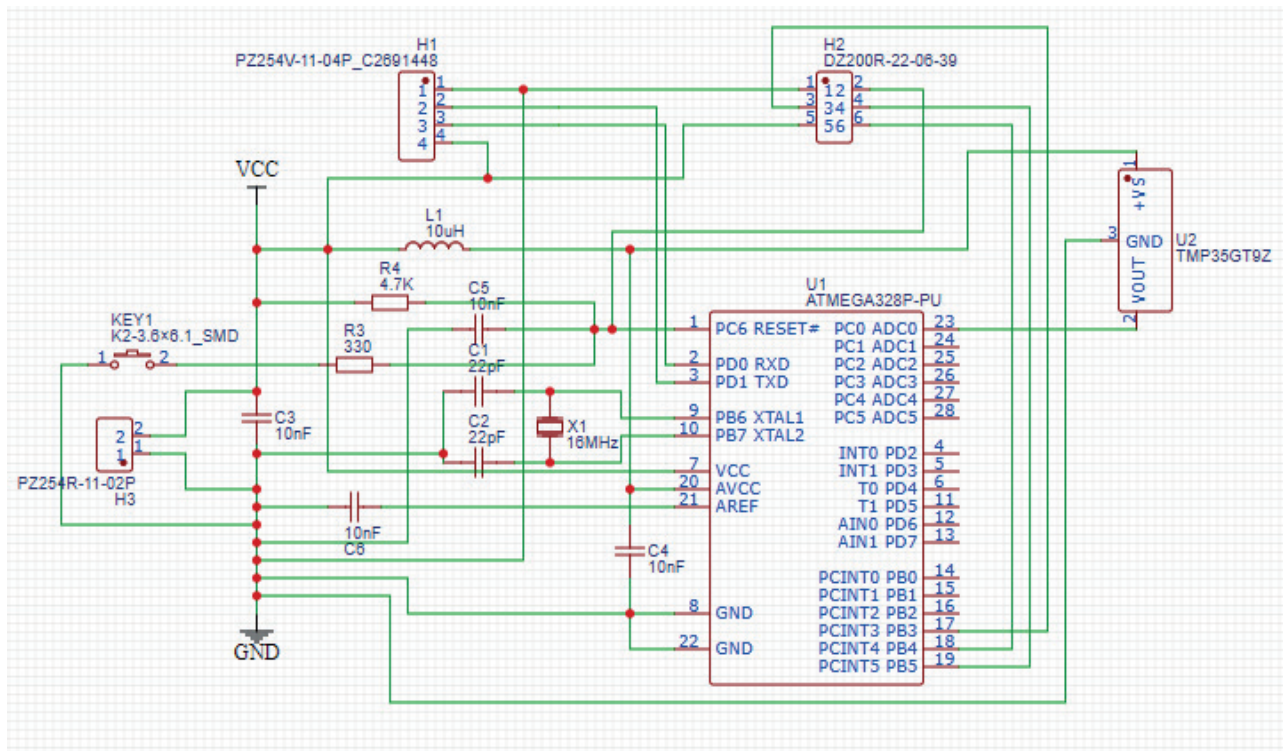 H1
PZ254V-11-04P_C2691448
1 1
2 2
3 3
4 4
H2
DZ200R-22-06-39
1 12 2
3 34 4
5 56 6
VCC
L1
10uH
1
+VS
3 GND
VOUT
2
U2
TMP35GT9Z
R4
4.7K
C5
10nF
KEY1
K2-3.6×6.1_SMD
1 2
R3
330
C1
22pF
C2
22pF
X1
16MHz
C3
10nF
2 2
1 1
PZ254R-11-02P
H3
10nF
C6
C4
10nF
GND
U1
ATMEGA328P-PU
1 PC6 RESET#
2 PD0 RXD
3 PD1 TXD
9 PB6 XTAL1
10 PB7 XTAL2
7 VCC
20 AVCC
21 AREF
8 GND
22 GND
PC0 ADC0 23
PC1 ADC1 24
PC2 ADC2 25
PC3 ADC3 26
PC4 ADC4 27
PC5 ADC5 28
INT0 PD2 4
INT1 PD3 5
T0 PD4 6
T1 PD5 11
AIN0 PD6 12
AIN1 PD7 13
PCINT0 PB0 14
PCINT1 PB1 15
PCINT2 PB2 16
PCINT3 PB3 17
PCINT4 PB4 18
PCINT5 PB5 19